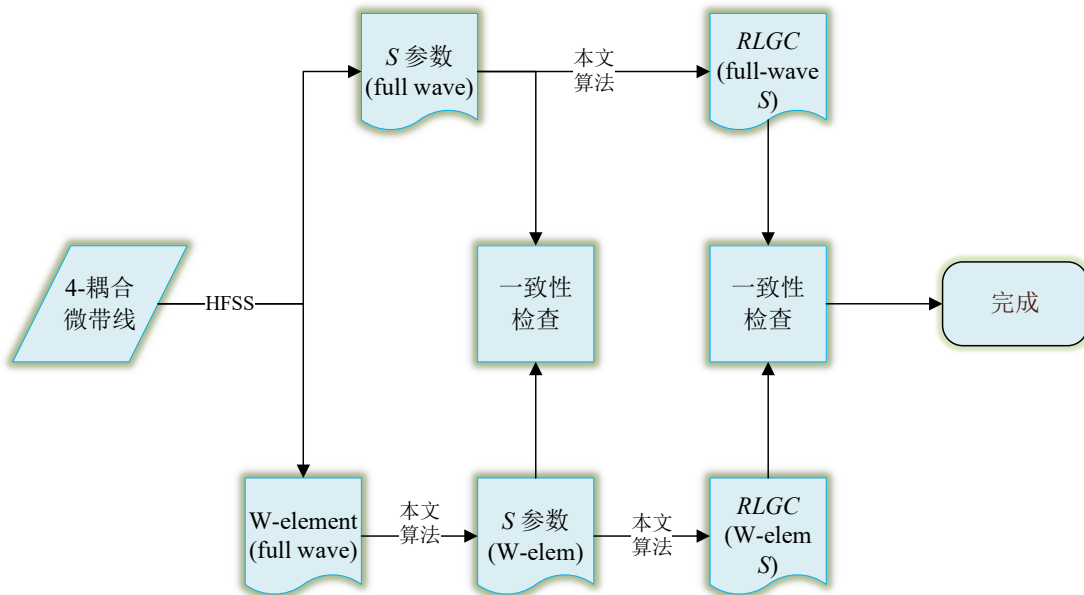 S 参数
(full wave)
本文
算法
RLGC
(full-wave
S)
4-耦合
微带线
HFSS
一致性
检查
一致性
检查
完成
W-element
(full wave)
本文
算法
S 参数
(W-elem)
本文
算法
RLGC
(W-elem
S)